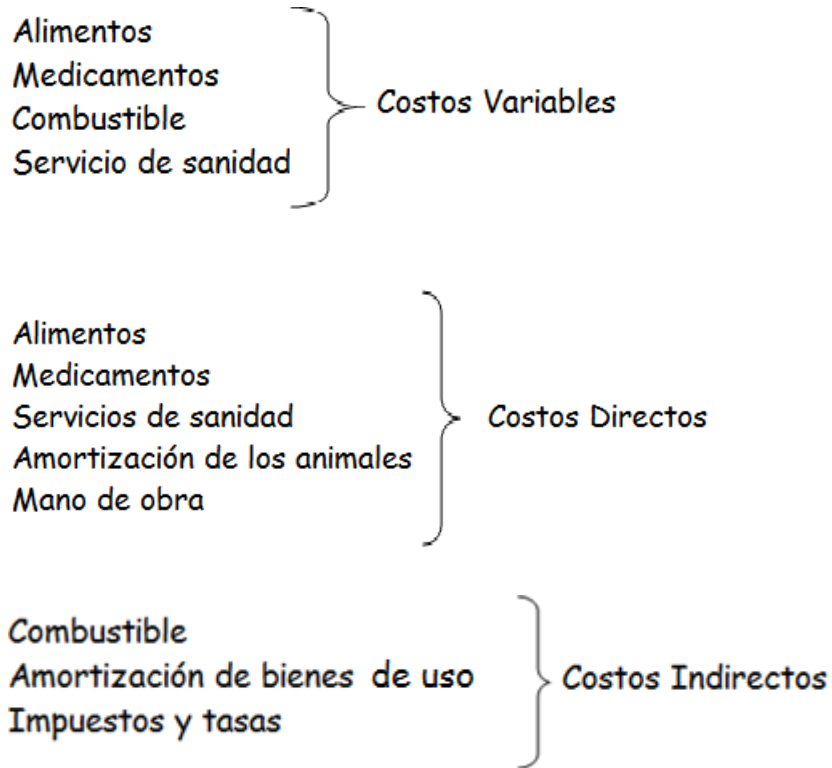 Alimentos
Medicamentos
Combustible
Servicio de sanidad
Costos Variables
Alimentos
Medicamentos
Servicios de sanidad
Amortización de los animales
Mano de obra
Costos Directos
Combustible
Amortización de bienes de uso
Impuestos y tasas
Costos Indirectos